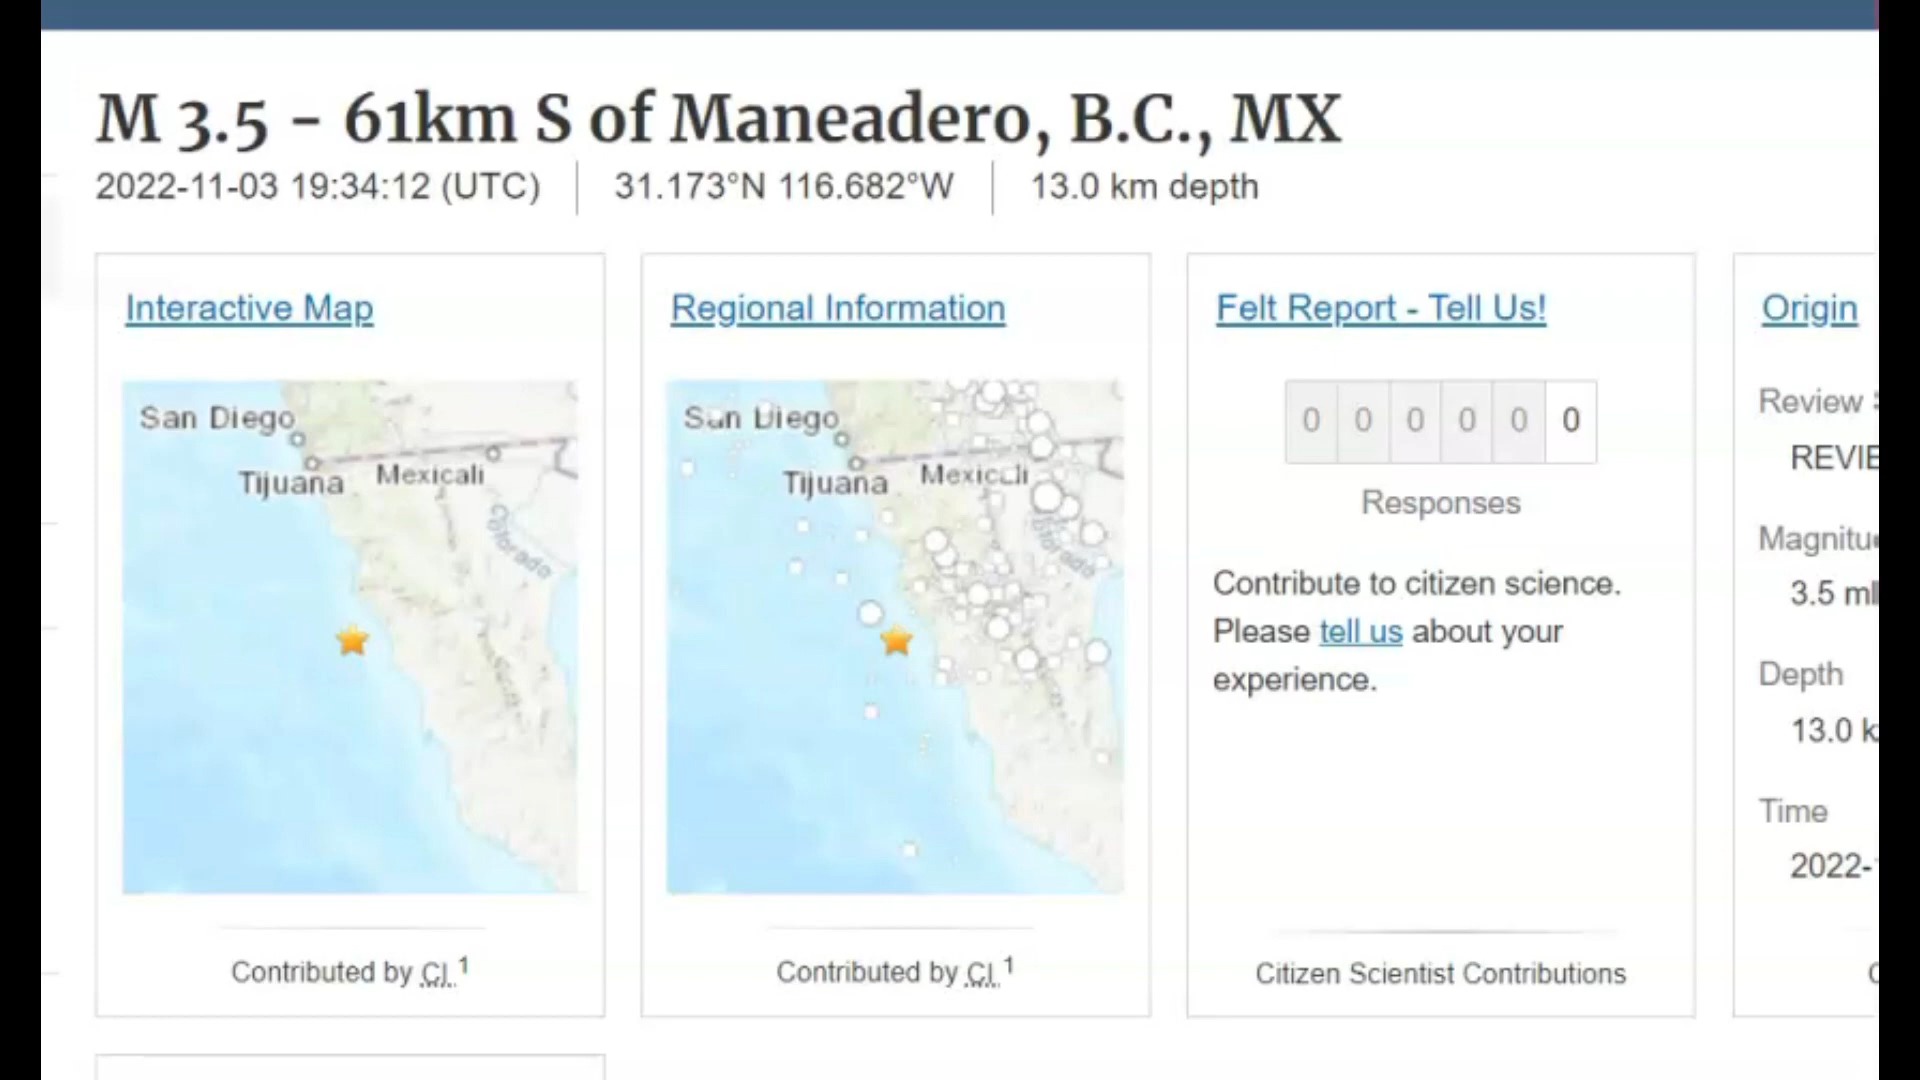 M 3.5 - 61km S of Maneadero, B.C., MX
2022-11-03 19:34:12 (UTC)
31.173°N 116.682°W
13.0 km depth
Interactive Map
San Diego
Tijuana
Mexicali
Colorado
Contributed by CI 1
Regional Information
San Diego
Tijuana
Mexicali
Contributed by CI 1
Felt Report - Tell Us!
0 0 0 0 0 0
Responses
Contribute to citizen science.
Please tell us about your
experience.
Citizen Scientist Contributions
Origin
Review
REVIE
Magnitu
3.5 ml
Depth
13.0 k
Time
2022-